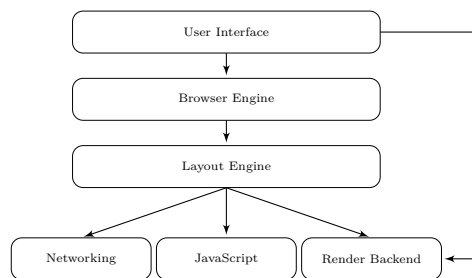 User Interface
Browser Engine
Layout Engine
Networking
JavaScript
Render Backend